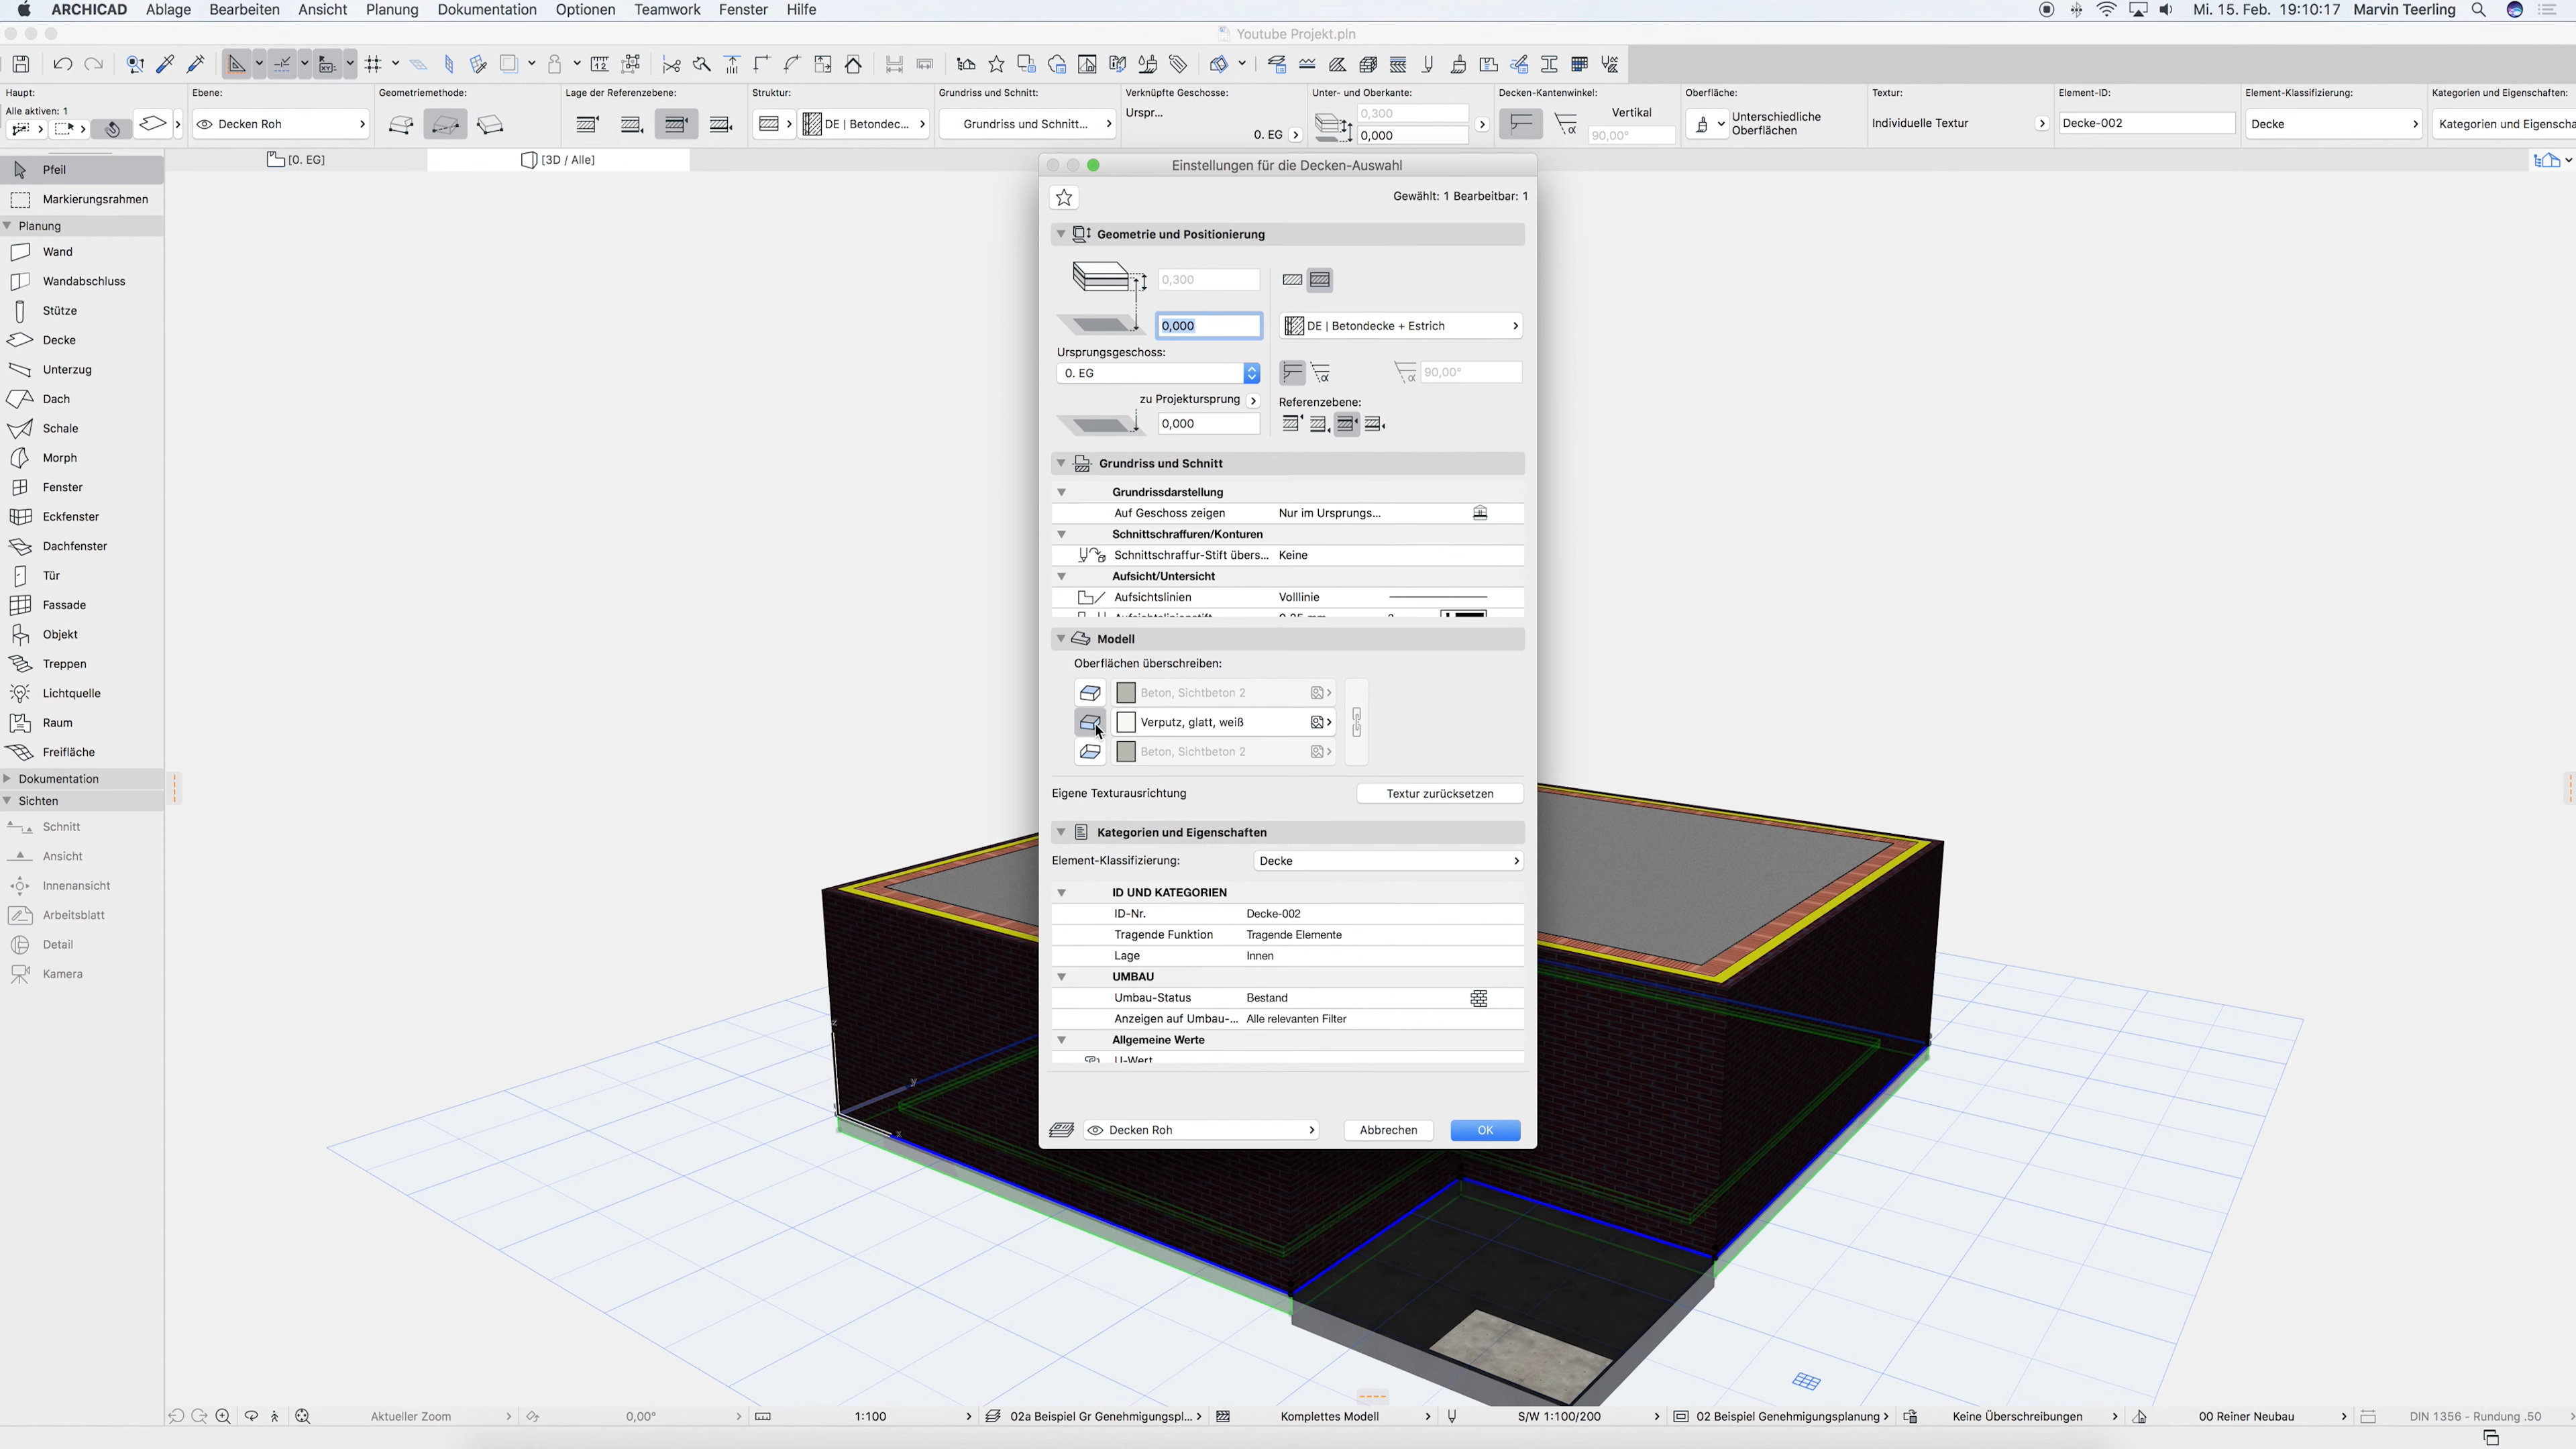 ARCHICAD Ablage Bearbeiten Ansicht Planung Dokumentation Optionen Teamwork Fenster Hilfe Mi. 15. Feb. 19:10:17 Marvin Teerling
Youtube Projekt.pln
Haupt: Ebene: Geometriemethode: Lage der Referenzebene: Struktur: Grundriss und Schnitt: Verknüpfte Geschosse: Unter- und Oberkante: Decken-Kantenwinkel: Oberfläche: Textur: Element-ID: Element-Klassifizierung: Kategorien und Eigenschaften:
Alle aktiven: 1 Decken Roh DE | Betondec... Grundriss und Schnitt... Urspr... 0. EG 0,300 0,000 Vertikal 90,00° Unterschiedliche Oberflächen Individuelle Textur Decke-002 Decke Kategorien und Eigenscha
[0. EG] [3D / Alle]
Pfeil
Markierungsrahmen
Planung
Wand
Wandabschluss
Stütze
Decke
Unterzug
Dach
Schale
Morph
Fenster
Eckfenster
Dachfenster
Tür
Fassade
Objekt
Treppen
Lichtquelle
Raum
Freifläche
Dokumentation
Sichten
Schnitt
Ansicht
Innenansicht
Arbeitsblatt
Detail
Kamera
Einstellungen für die Decken-Auswahl
Gewählt: 1 Bearbeitbar: 1
Geometrie und Positionierung
0,300
0,000 DE | Betondecke + Estrich
Ursprungsgeschoss:
0. EG α α 90,00°
zu Projektursprung Referenzebene:
0,000
Grundriss und Schnitt
Grundrissdarstellung
Auf Geschoss zeigen Nur im Ursprungs...
Schnittschraffuren/Konturen
Schnittschraffur-Stift übers... Keine
Aufsicht/Untersicht
Aufsichtslinien Volllinie
Modell
Oberflächen überschreiben:
Beton, Sichtbeton 2
Verputz, glatt, weiß
Beton, Sichtbeton 2
Eigene Texturausrichtung Textur zurücksetzen
Kategorien und Eigenschaften
Element-Klassifizierung: Decke
ID UND KATEGORIEN
ID-Nr. Decke-002
Tragende Funktion Tragende Elemente
Lage Innen
UMBAU
Umbau-Status Bestand
Anzeigen auf Umbau-... Alle relevanten Filter
Allgemeine Werte
U-Wert
Decken Roh Abbrechen OK
z
y
x
Aktueller Zoom 0,00° 1:100 02a Beispiel Gr Genehmigungspl... Komplettes Modell S/W 1:100/200 02 Beispiel Genehmigungsplanung Keine Überschreibungen 00 Reiner Neubau DIN 1356 - Rundung .50